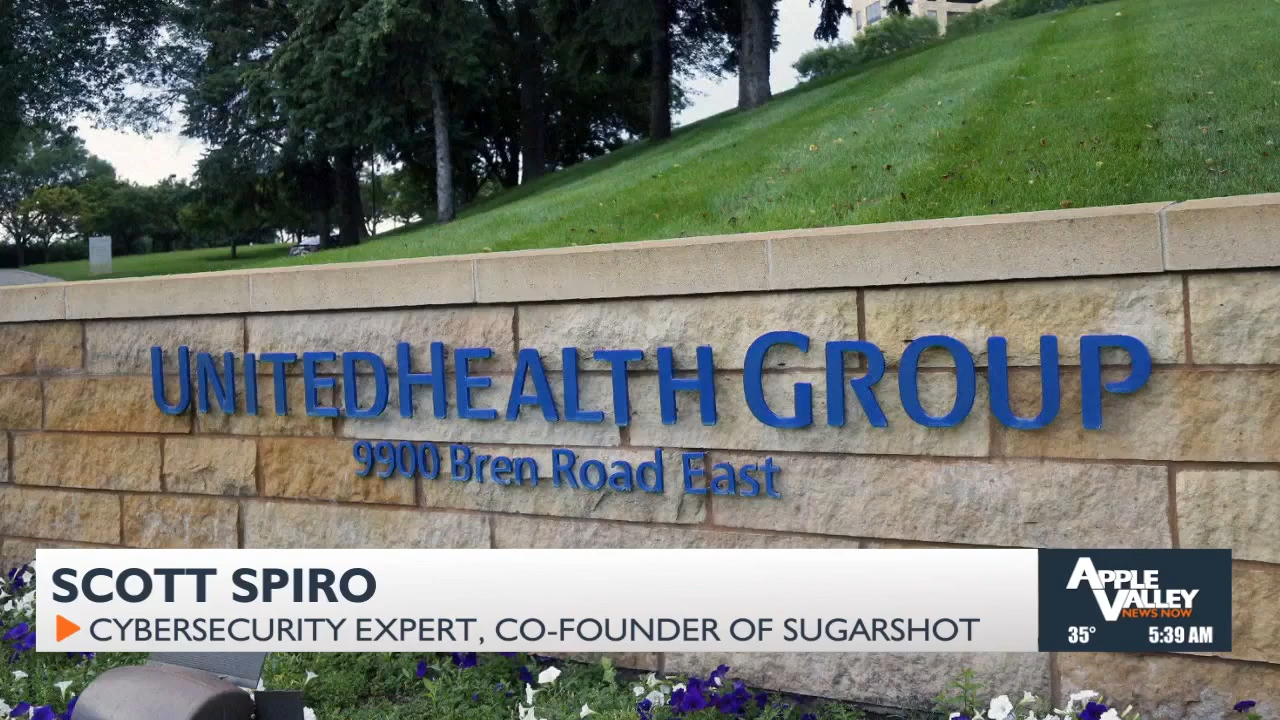 UNITEDHEALTH GROUP
9900 Bren Road East
SCOTT SPIRO
CYBERSECURITY EXPERT, CO-FOUNDER OF SUGARSHOT
APPLE
VALLEY
NEWS NOW
35° 5:39 AM